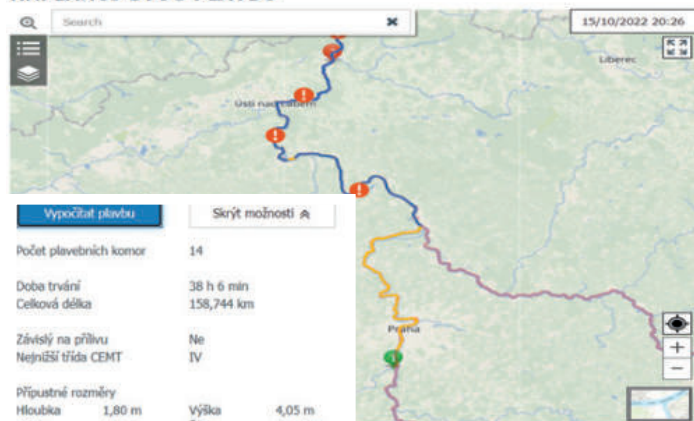 Search
15/10/2022 20:26
Liberec
Ústí nad Labem
Praha
Vypočítat plavbu
Skrýt možnosti
Počet plavebních komor 14
Doba trvání 38 h 6 min
Celková délka 158,744 km
Závislý na přílivu Ne
Nejnižší třída CEMT IV
Přípustné rozměry
Hloubka 1,80 m Výška 4,05 m